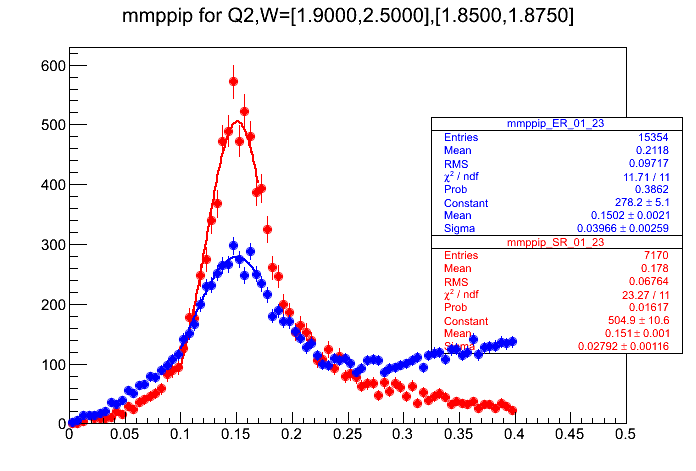 mmppip for Q2,W=[1.9000,2.5000],[1.8500,1.8750]
600
500
400
300
200
100
0
0 0.05 0.1 0.15 0.2 0.25 0.3 0.35 0.4 0.45 0.5
mmppip_ER_01_23
Entries 15354
Mean 0.2118
RMS 0.09717
χ² / ndf 11.71 / 11
Prob 0.3862
Constant 278.2 ± 5.1
Mean 0.1502 ± 0.0021
Sigma 0.03966 ± 0.00259
mmppip_SR_01_23
Entries 7170
Mean 0.178
RMS 0.06764
χ² / ndf 23.27 / 11
Prob 0.01617
Constant 504.9 ± 10.6
Mean 0.151 ± 0.001
Sigma 0.02792 ± 0.00116